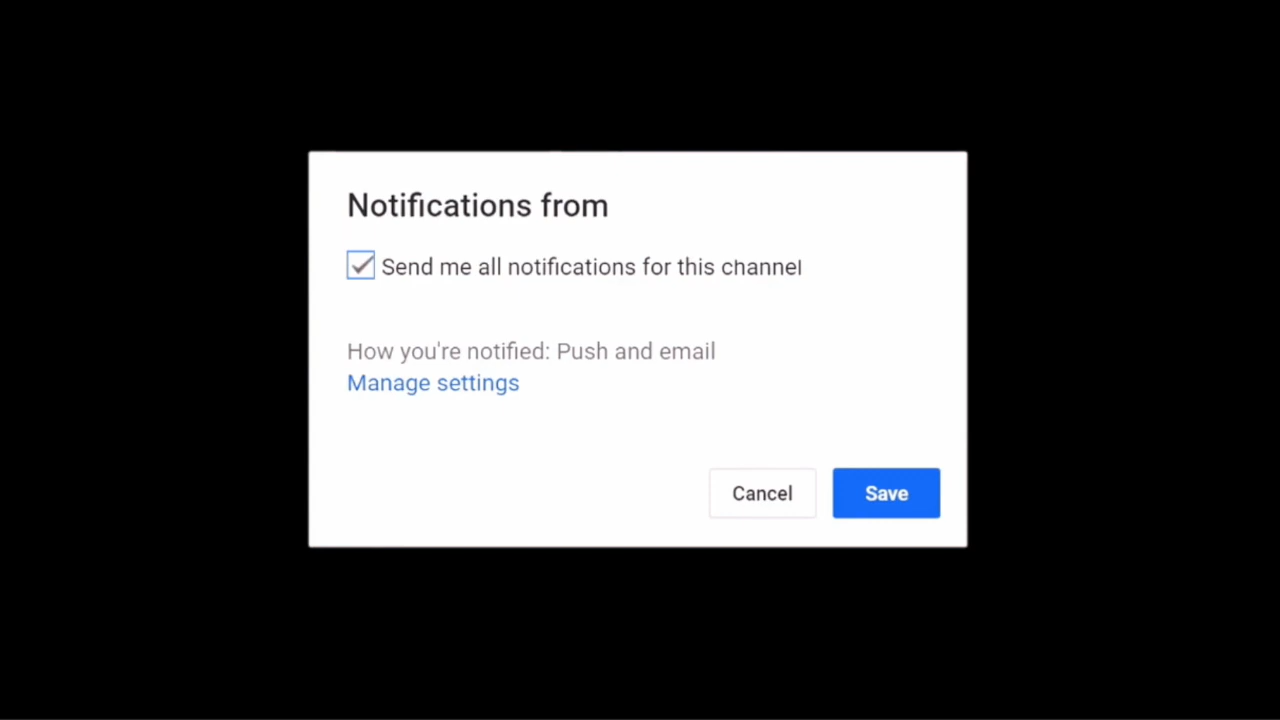 Notifications from
Send me all notifications for this channel
How you're notified: Push and email
Manage settings
Cancel
Save